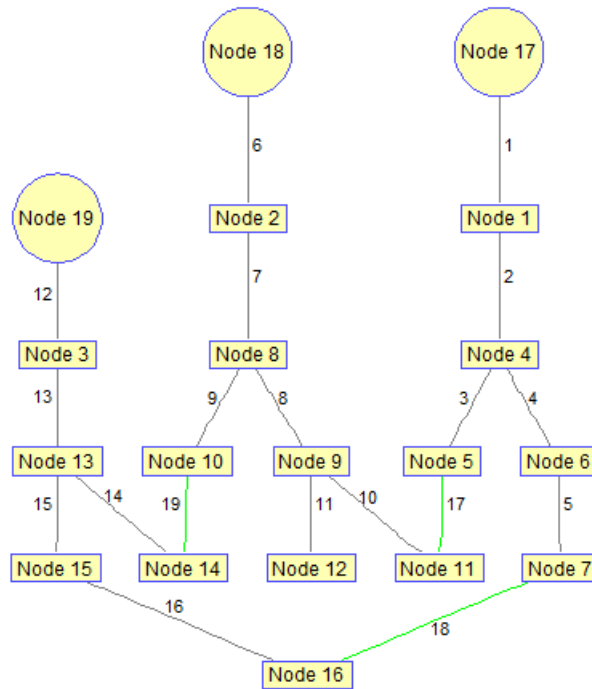 Node 18
Node 17
6
1
Node 19
Node 2
Node 1
12
7
2
Node 3
Node 8
Node 4
13
9
8
3
4
Node 13
Node 10
Node 9
Node 5
Node 6
15
14
19
11
10
17
5
Node 15
Node 14
Node 12
Node 11
Node 7
16
18
Node 16